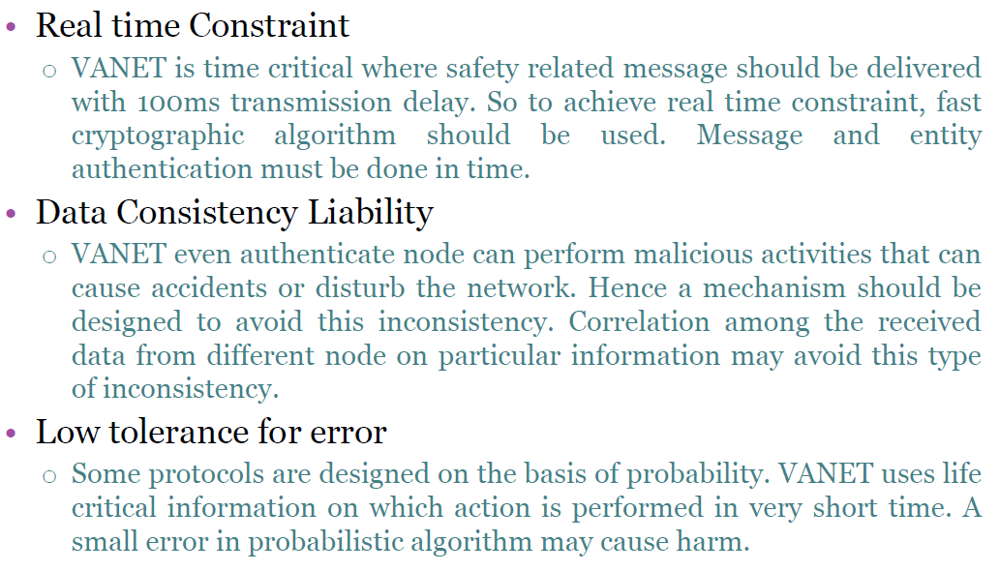 • Real time Constraint
○ VANET is time critical where safety related message should be delivered
with 100ms transmission delay. So to achieve real time constraint, fast
cryptographic algorithm should be used. Message and entity
authentication must be done in time.
• Data Consistency Liability
○ VANET even authenticate node can perform malicious activities that can
cause accidents or disturb the network. Hence a mechanism should be
designed to avoid this inconsistency. Correlation among the received
data from different node on particular information may avoid this type
of inconsistency.
• Low tolerance for error
○ Some protocols are designed on the basis of probability. VANET uses life
critical information on which action is performed in very short time. A
small error in probabilistic algorithm may cause harm.